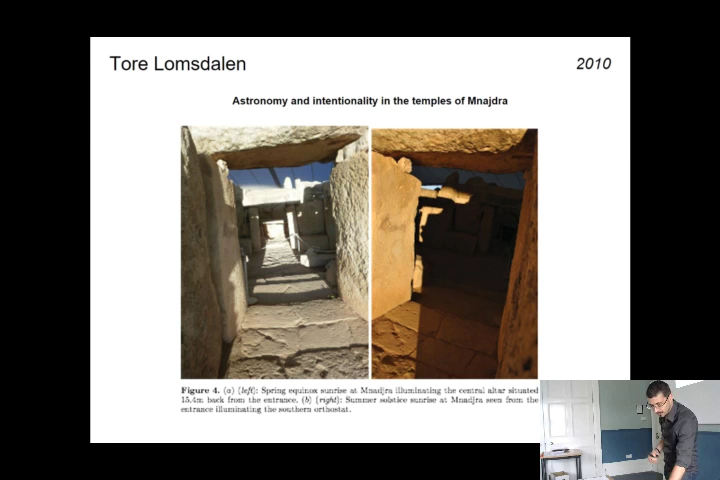 Tore Lomsdalen
2010
Astronomy and intentionality in the temples of Mnajdra
Figure 4. (a) (left): Spring equinox sunrise at Mnajdra illuminating the central altar situated
15.4m back from the entrance. (b) (right): Summer solstice sunrise at Mnajdra seen from the
entrance illuminating the southern orthostat.